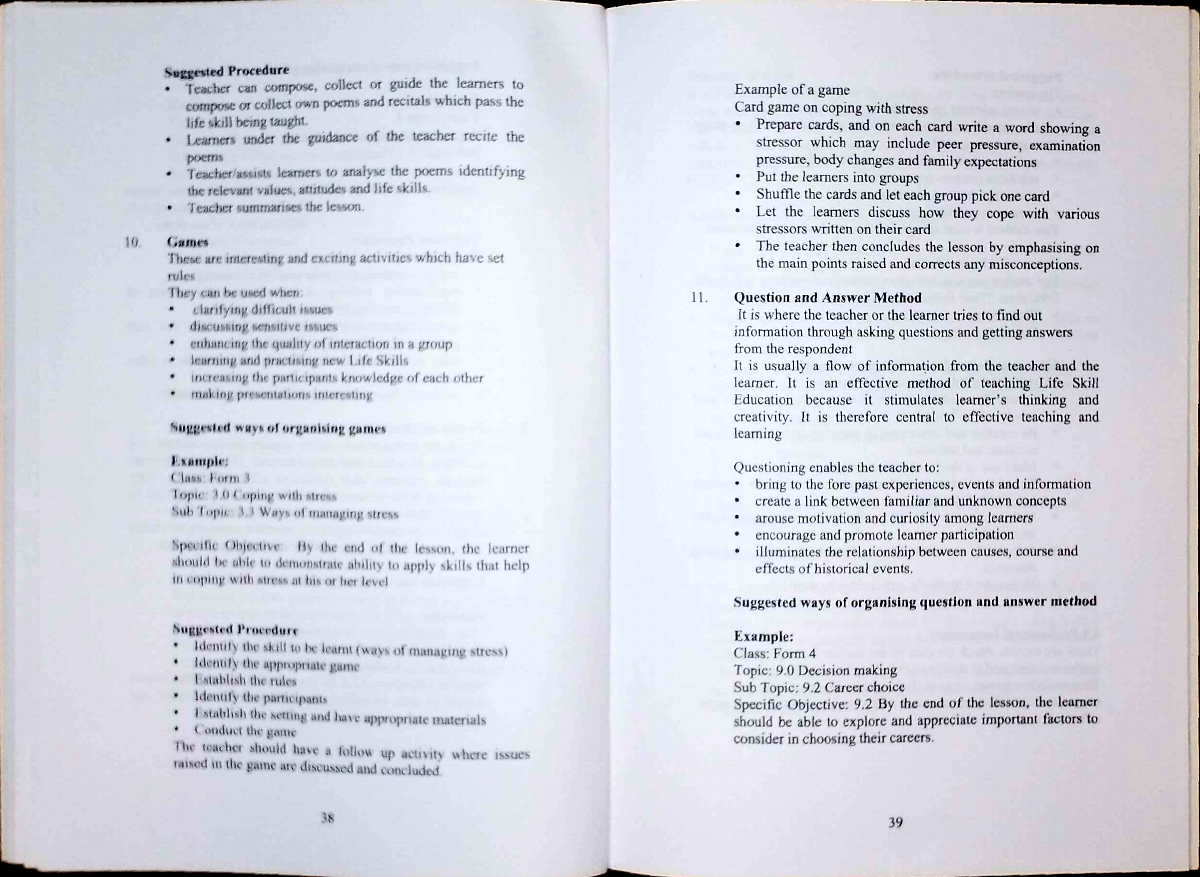 Suggested Procedure
• Teacher can compose, collect or guide the learners to
compose or collect own poems and recitals which pass the
life skill being taught.
• Learners under the guidance of the teacher recite the
poems
• Teacher/assists learners to analyse the poems identifying
the relevant values, attitudes and life skills.
• Teacher summarises the lesson.
10. Games
These are interesting and exciting activities which have set
rules
They can be used when:
• clarifying difficult issues
• discussing sensitive issues
• enhancing the quality of interaction in a group
• learning and practising new Life Skills
• increasing the participants knowledge of each other
• making presentations interesting
Suggested ways of organising games
Example:
Class: Form 3
Topic: 3.0 Coping with stress
Sub Topic: 3.3 Ways of managing stress
Specific Objective: By the end of the lesson, the learner
should be able to demonstrate ability to apply skills that help
in coping with stress at his or her level
Suggested Procedure
• Identify the skill to be learnt (ways of managing stress)
• Identify the appropriate game
• Establish the rules
• Identify the participants
• Establish the setting and have appropriate materials
• Conduct the game
The teacher should have a follow up activity where issues
raised in the game are discussed and concluded.
38
Example of a game
Card game on coping with stress
• Prepare cards, and on each card write a word showing a
stressor which may include peer pressure, examination
pressure, body changes and family expectations
• Put the learners into groups
• Shuffle the cards and let each group pick one card
• Let the learners discuss how they cope with various
stressors written on their card
• The teacher then concludes the lesson by emphasising on
the main points raised and corrects any misconceptions.
11. Question and Answer Method
It is where the teacher or the learner tries to find out
information through asking questions and getting answers
from the respondent
It is usually a flow of information from the teacher and the
learner. It is an effective method of teaching Life Skill
Education because it stimulates learner's thinking and
creativity. It is therefore central to effective teaching and
learning
Questioning enables the teacher to:
• bring to the fore past experiences, events and information
• create a link between familiar and unknown concepts
• arouse motivation and curiosity among learners
• encourage and promote learner participation
• illuminates the relationship between causes, course and
effects of historical events.
Suggested ways of organising question and answer method
Example:
Class: Form 4
Topic: 9.0 Decision making
Sub Topic: 9.2 Career choice
Specific Objective: 9.2 By the end of the lesson, the learner
should be able to explore and appreciate important factors to
consider in choosing their careers.
39